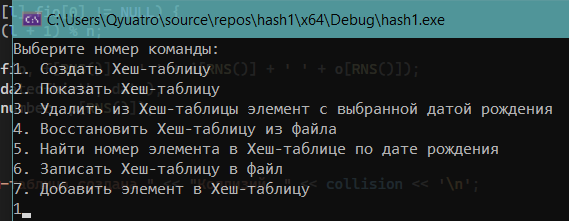 C:\Users\Qyuatro\source\repos\hash1\x64\Debug\hash1.exe
Выберите номер команды:
1. Создать Хеш-таблицу
2. Показать Хеш-таблицу
3. Удалить из Хеш-таблицы элемент с выбранной датой рождения
4. Восстановить Хеш-таблицу из файла
5. Найти номер элемента в Хеш-таблице по дате рождения
6. Записать Хеш-таблицу в файл
7. Добавить элемент в Хеш-таблицу
1